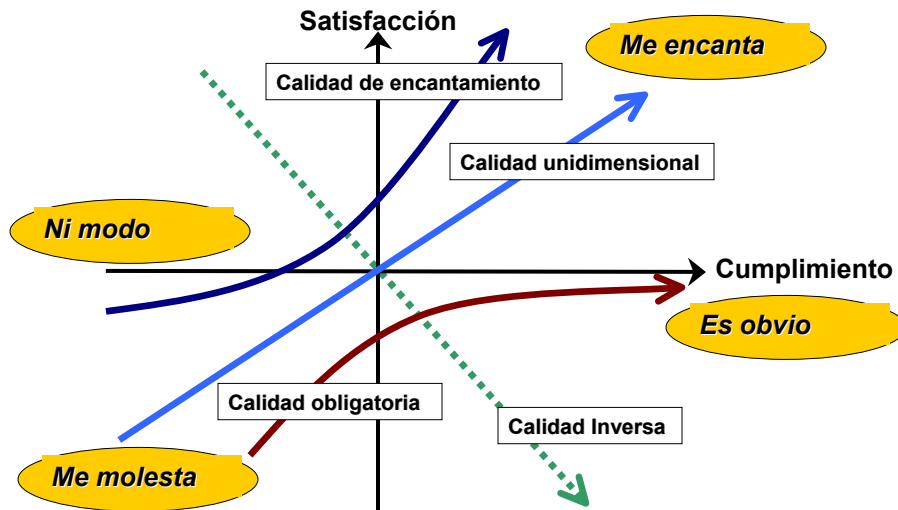 Satisfacción
Me encanta
Calidad de encantamiento
Calidad unidimensional
Ni modo
Cumplimiento
Es obvio
Calidad obligatoria
Calidad Inversa
Me molesta